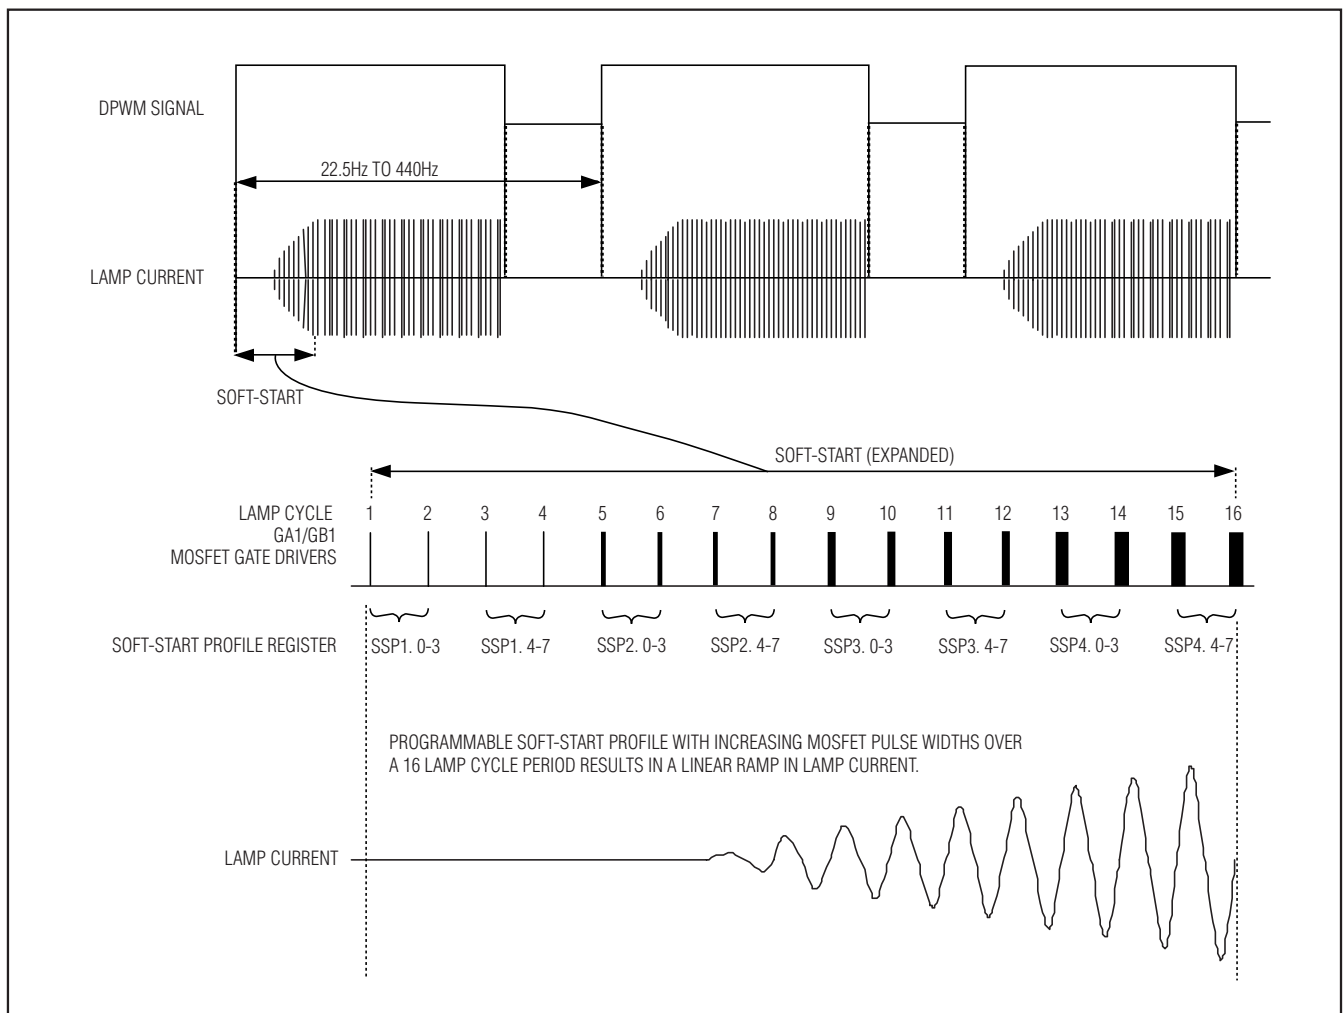 DPWM SIGNAL
22.5Hz TO 440Hz
LAMP CURRENT
SOFT-START
SOFT-START (EXPANDED)
LAMP CYCLE 1 2 3 4 5 6 7 8 9 10 11 12 13 14 15 16
GA1/GB1
MOSFET GATE DRIVERS
SOFT-START PROFILE REGISTER SSP1. 0-3 SSP1. 4-7 SSP2. 0-3 SSP2. 4-7 SSP3. 0-3 SSP3. 4-7 SSP4. 0-3 SSP4. 4-7
PROGRAMMABLE SOFT-START PROFILE WITH INCREASING MOSFET PULSE WIDTHS OVER
A 16 LAMP CYCLE PERIOD RESULTS IN A LINEAR RAMP IN LAMP CURRENT.
LAMP CURRENT